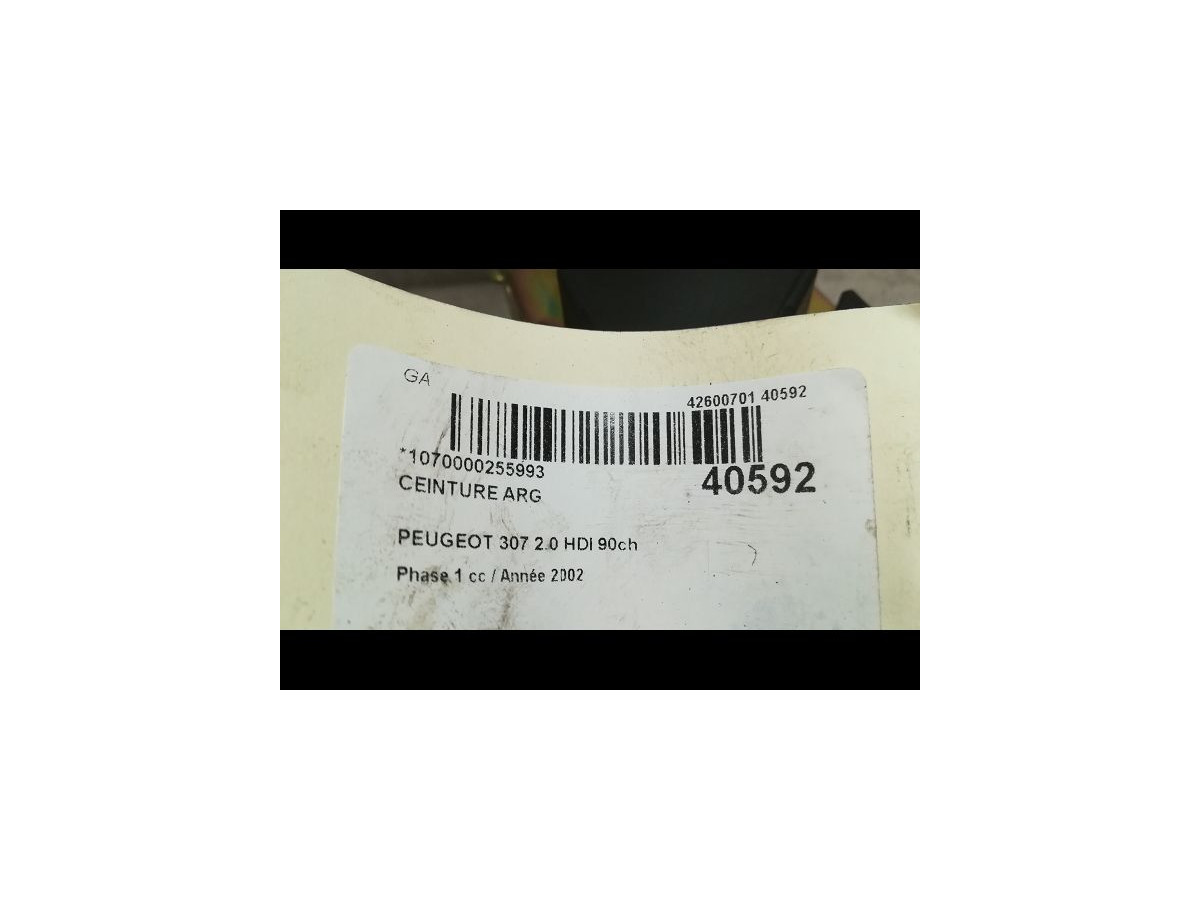 GA
42600701 40592
*1070000255993
40592
CEINTURE ARG
PEUGEOT 307 2.0 HDI 90ch
Phase 1 cc / Année 2002